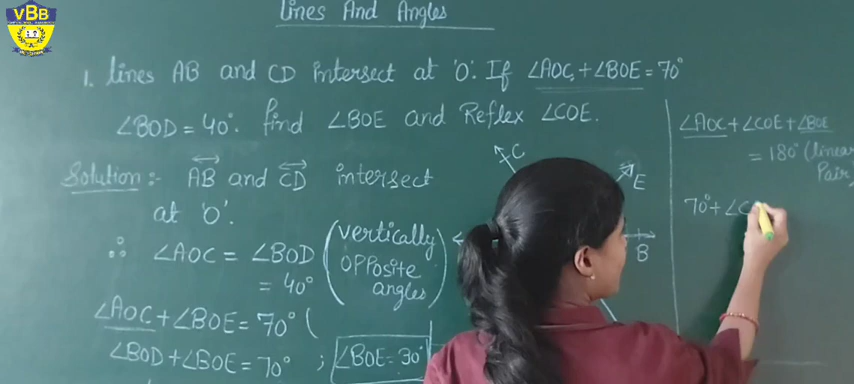 VBB
Lines And Angles
1. Lines AB and CD intersect at 'O'. If ∠AOC + ∠BOE = 70°
∠BOD = 40°. Find ∠BOE and Reflex ∠COE.
Solution :- AB and CD intersect
at 'O'.
∴ ∠AOC = ∠BOD (vertically opposite angles)
= 40°
∠AOC + ∠BOE = 70° (
∠BOD + ∠BOE = 70° ; ∠BOE = 30°
C
E
B
∠AOC + ∠COE + ∠BOE
= 180° (linear
Pair)
70° + ∠C